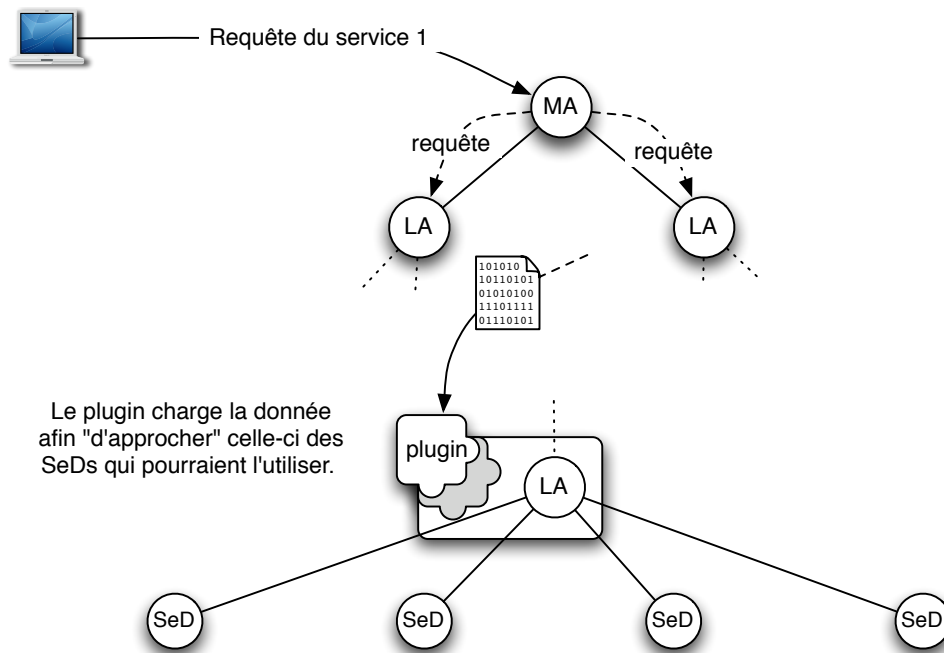 Requête du service 1
MA
requête
requête
LA
LA
101010
10110101
01010100
11101111
01110101
Le plugin charge la donnée
afin "d'approcher" celle-ci des
SeDs qui pourraient l'utiliser.
plugin
LA
SeD
SeD
SeD
SeD